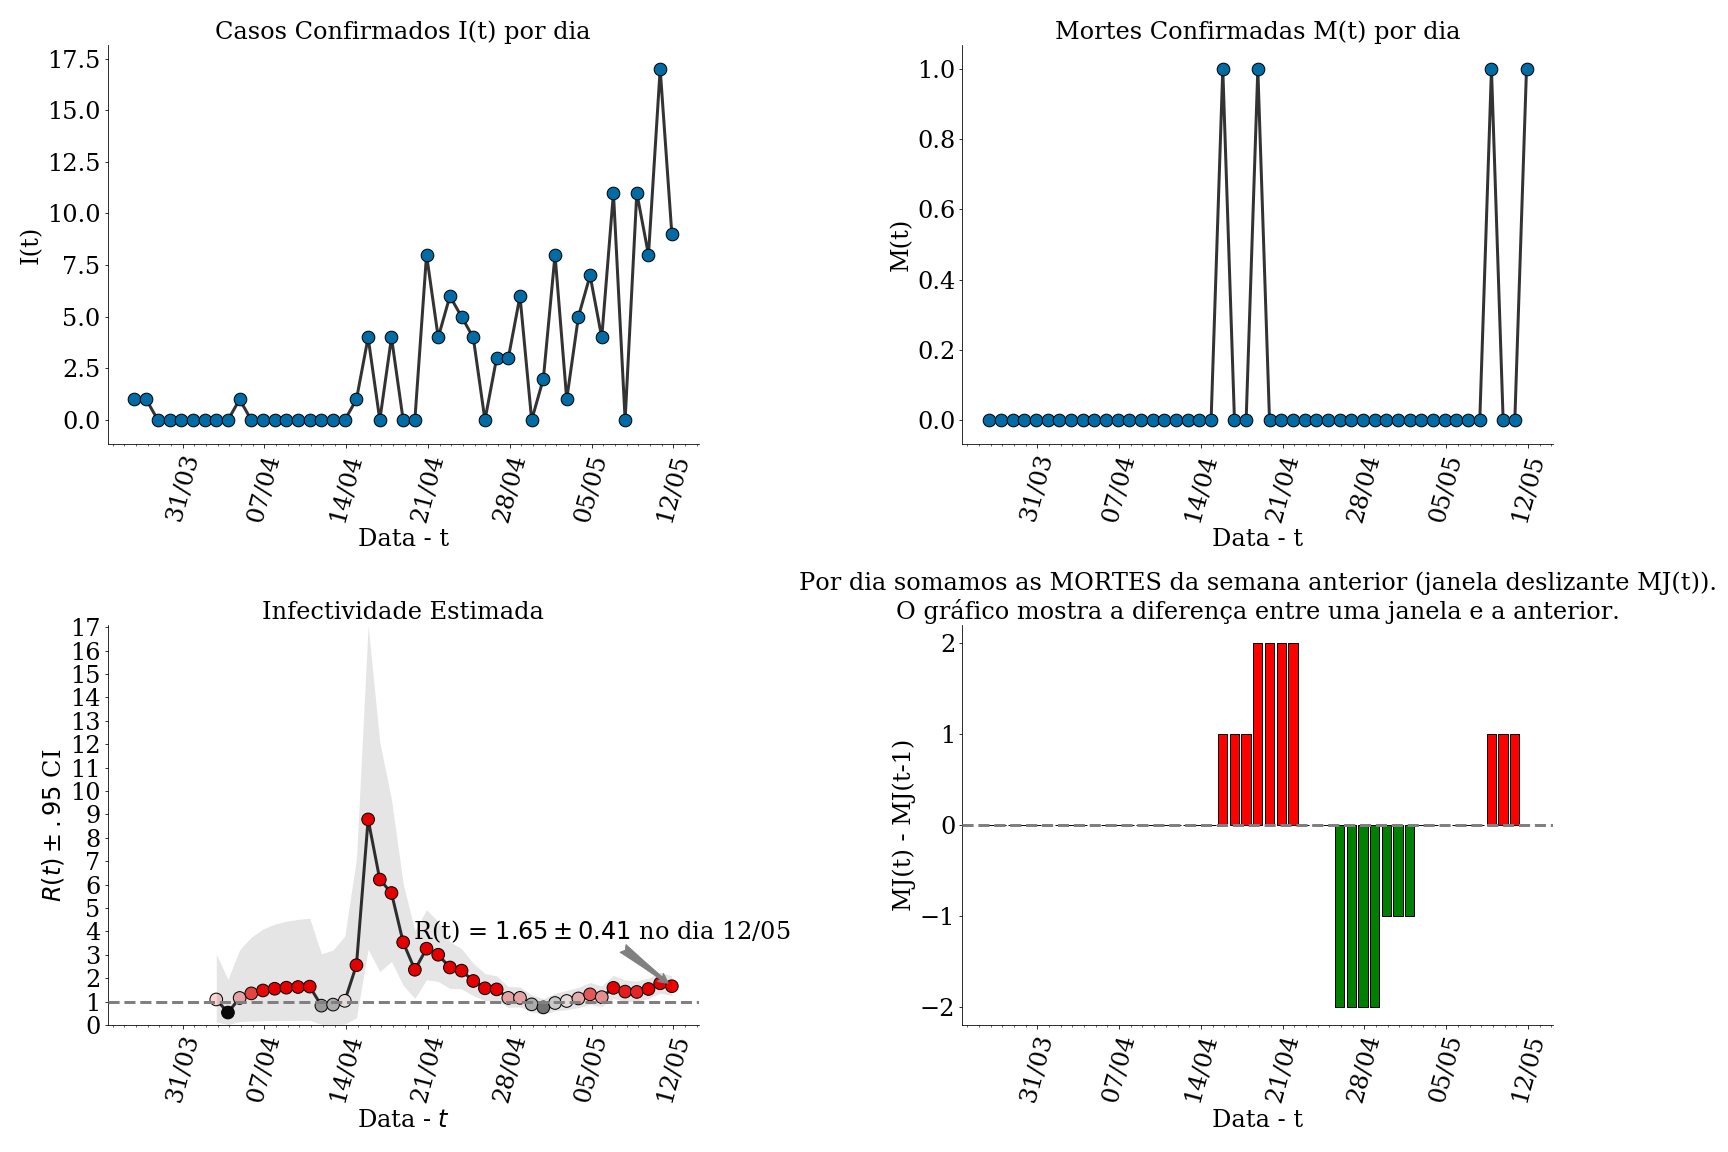 Casos Confirmados I(t) por dia
17.5
15.0
12.5
10.0
7.5
5.0
2.5
0.0
I(t)
31/03 07/04 14/04 21/04 28/04 05/05 12/05
Data - t
Mortes Confirmadas M(t) por dia
1.0
0.8
0.6
0.4
0.2
0.0
M(t)
31/03 07/04 14/04 21/04 28/04 05/05 12/05
Data - t
Infectividade Estimada
17
16
15
14
13
12
11
10
9
8
7
6
5
4
3
2
1
0
R(t) ± .95 CI
R(t) = 1.65 ± 0.41 no dia 12/05
31/03 07/04 14/04 21/04 28/04 05/05 12/05
Data - t
Por dia somamos as MORTES da semana anterior (janela deslizante MJ(t)).
O gráfico mostra a diferença entre uma janela e a anterior.
2
1
0
−1
−2
MJ(t) - MJ(t-1)
31/03 07/04 14/04 21/04 28/04 05/05 12/05
Data - t